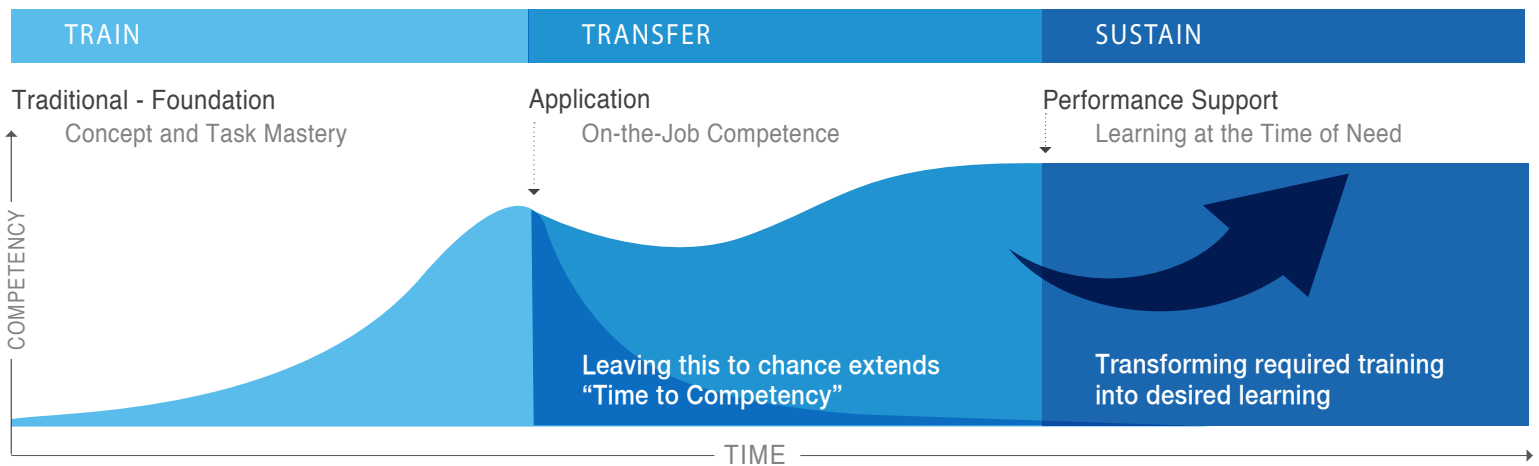 TRAIN
TRANSFER
SUSTAIN
Traditional - Foundation
Concept and Task Mastery
Application
On-the-Job Competence
Performance Support
Learning at the Time of Need
COMPETENCY
Leaving this to chance extends
“Time to Competency”
Transforming required training
into desired learning
TIME